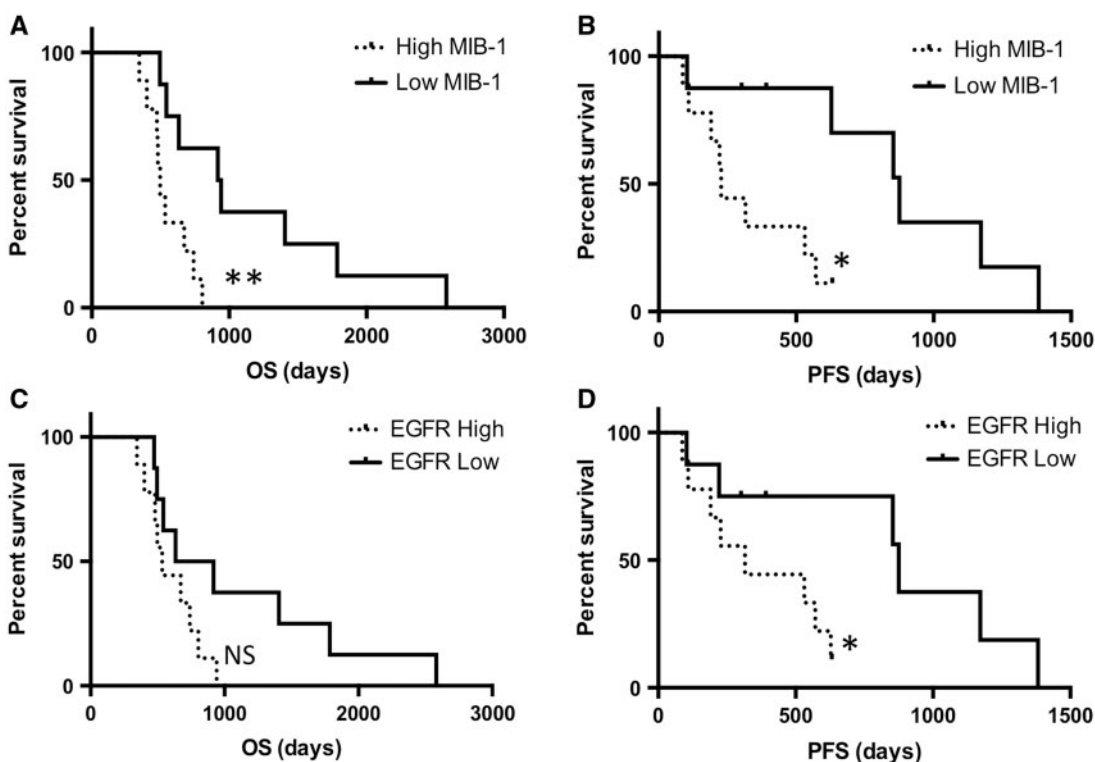 A
High MIB-1
Low MIB-1
Percent survival
100
50
0
**
0 1000 2000 3000
OS (days)
B
High MIB-1
Low MIB-1
Percent survival
100
50
0
*
0 500 1000 1500
PFS (days)
C
EGFR High
EGFR Low
Percent survival
100
50
0
NS
0 1000 2000 3000
OS (days)
D
EGFR High
EGFR Low
Percent survival
100
50
0
*
0 500 1000 1500
PFS (days)